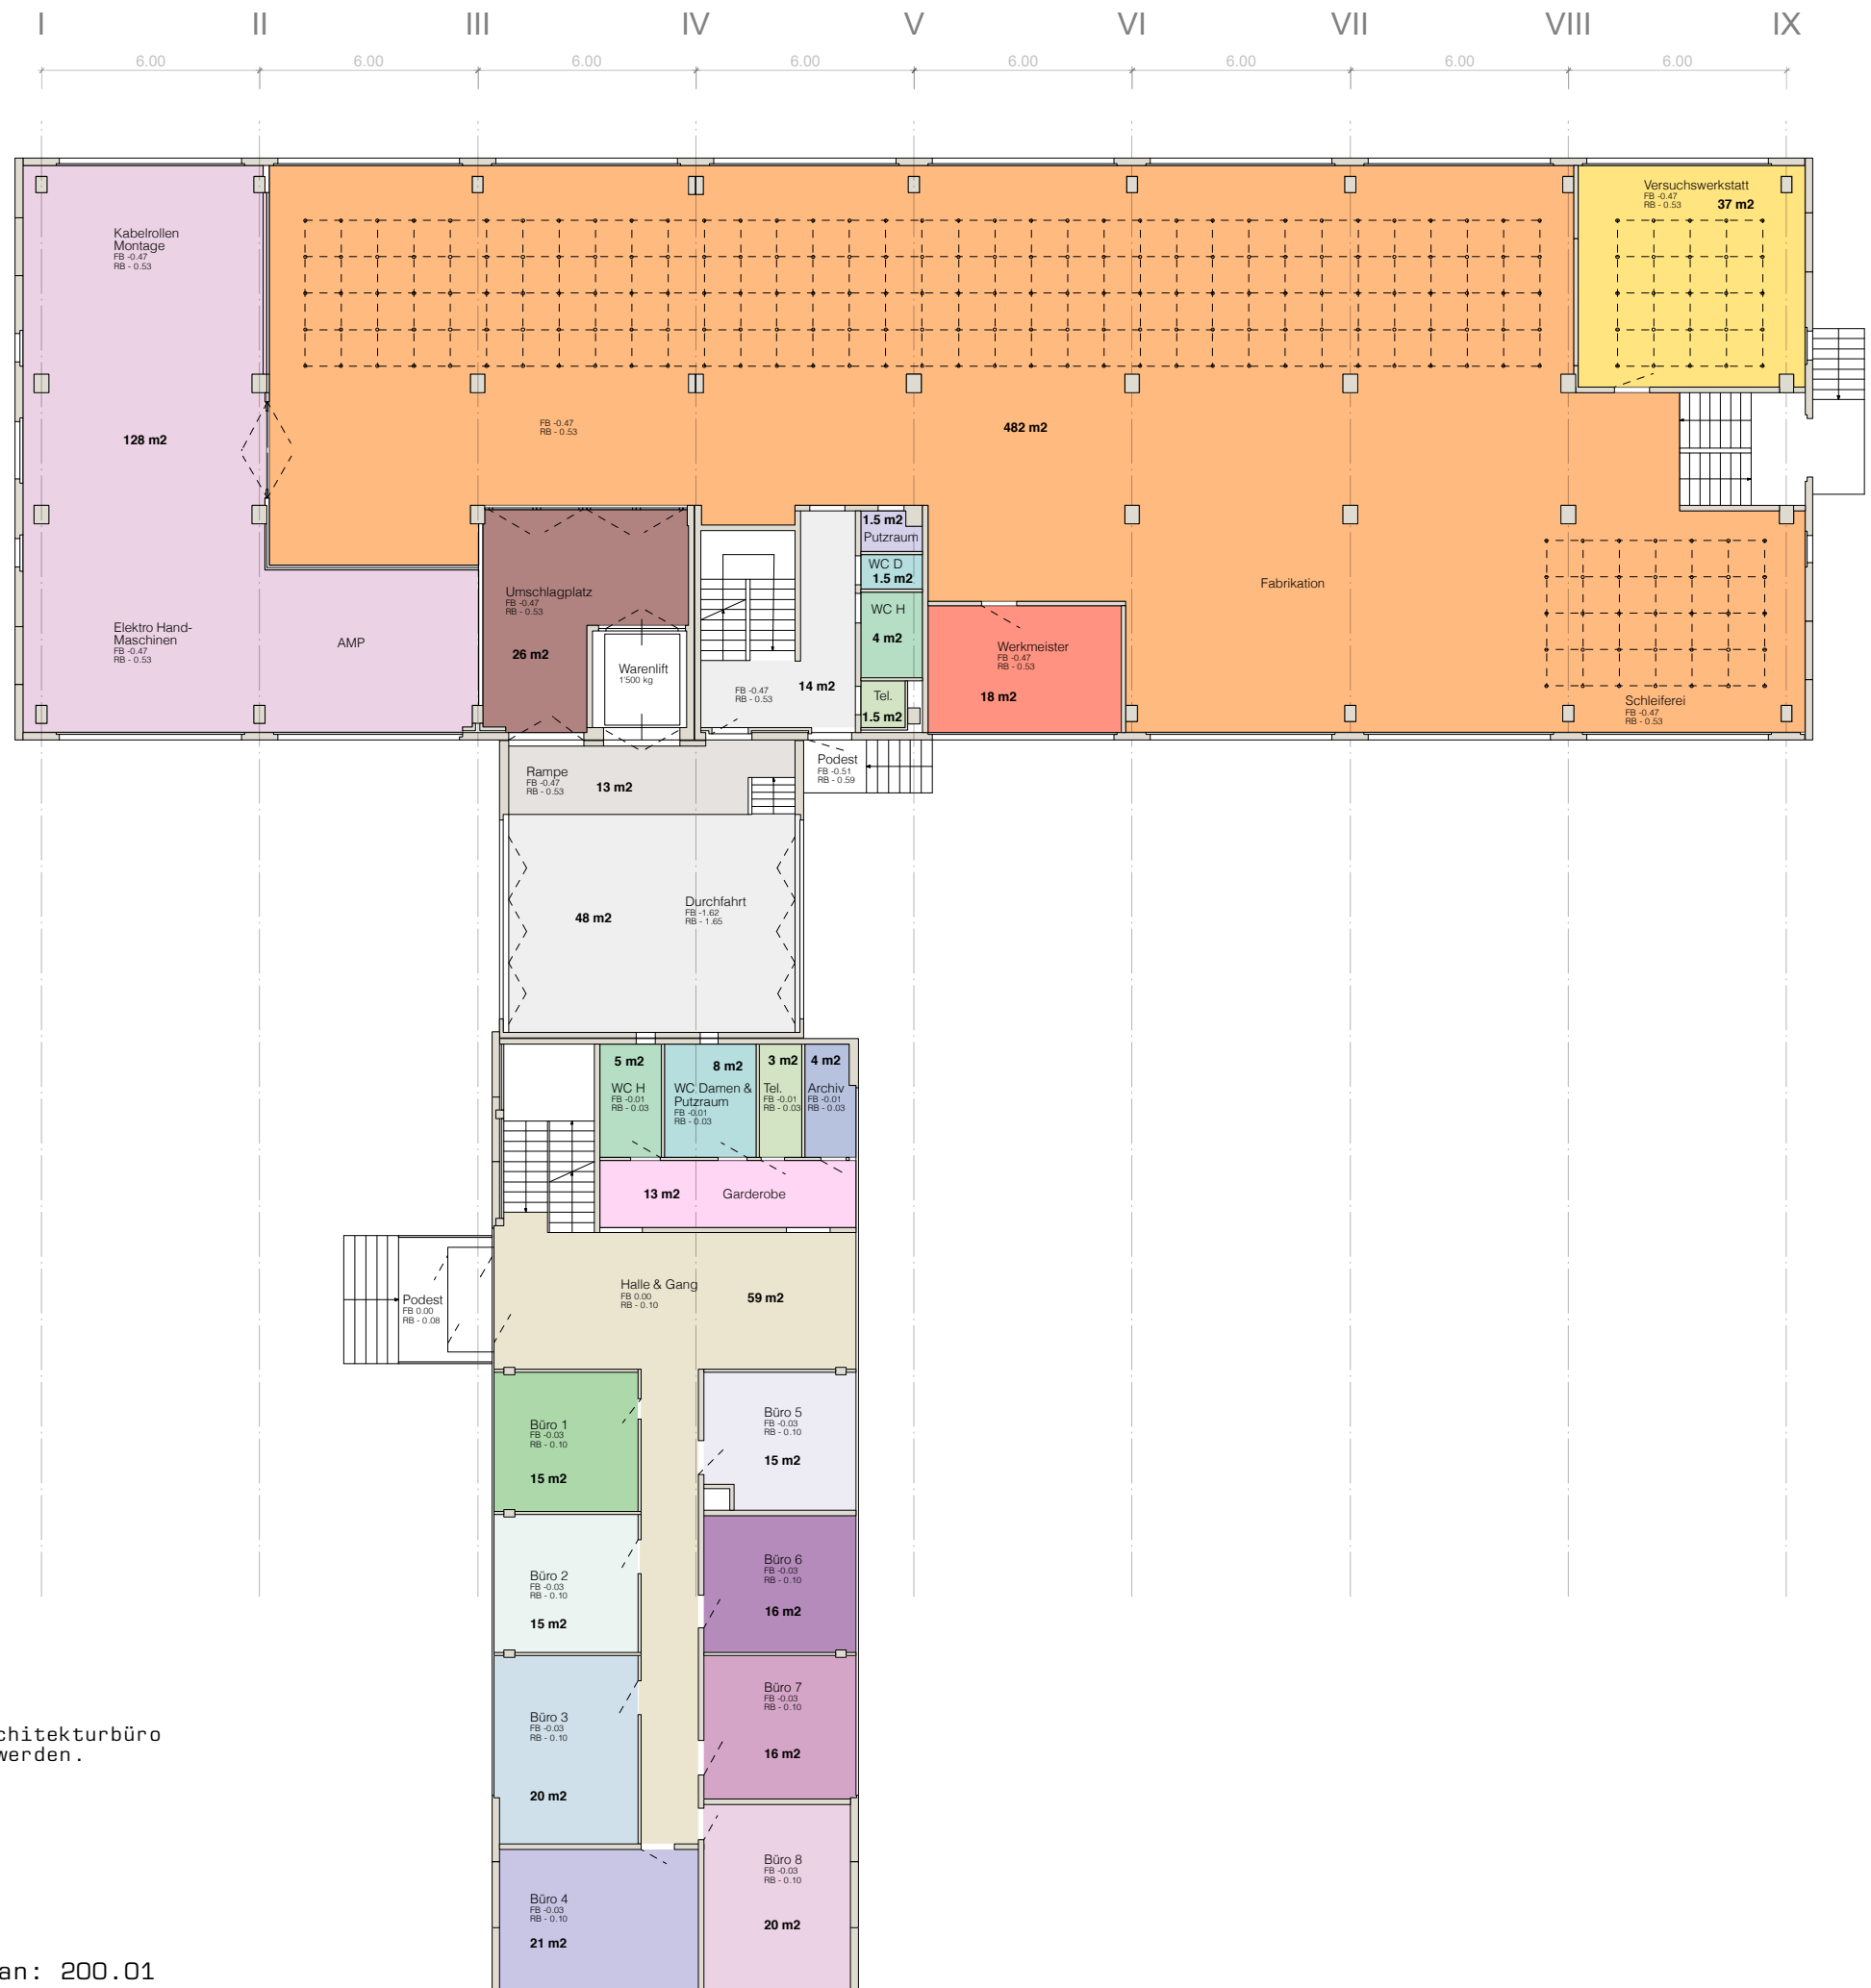 I II III IV V VI VII VIII IX
6.00 6.00 6.00 6.00 6.00 6.00 6.00 6.00
Kabelrollen
Montage
FB -0.47
RB - 0.53
128 m2
Elektro Hand-
Maschinen
FB -0.47
RB - 0.53
AMP
FB -0.47
RB - 0.53
482 m2
Versuchswerkstatt
FB -0.47
RB - 0.53
37 m2
Umschlagplatz
FB -0.47
RB - 0.53
26 m2
Warenlift
1'500 kg
FB -0.47
RB - 0.53
14 m2
1.5 m2
Putzraum
WC D
1.5 m2
WC H
4 m2
Tel.
1.5 m2
Werkmeister
FB -0.47
RB - 0.53
18 m2
Fabrikation
Schleiferei
FB -0.47
RB - 0.53
Rampe
FB -0.47
RB - 0.53
13 m2
Podest
FB -0.51
RB - 0.59
Durchfahrt
FB -1.62
RB - 1.65
48 m2
5 m2
WC H
FB -0.01
RB - 0.03
8 m2
WC Damen &
Putzraum
FB -0.01
RB - 0.03
3 m2
Tel.
FB -0.01
RB - 0.03
4 m2
Archiv
FB -0.01
RB - 0.03
13 m2
Garderobe
Halle & Gang
FB 0.00
RB - 0.10
59 m2
Podest
FB 0.00
RB - 0.08
Büro 1
FB -0.03
RB - 0.10
15 m2
Büro 5
FB -0.03
RB - 0.10
15 m2
Büro 2
FB -0.03
RB - 0.10
15 m2
Büro 6
FB -0.03
RB - 0.10
16 m2
Büro 3
FB -0.03
RB - 0.10
20 m2
Büro 7
FB -0.03
RB - 0.10
16 m2
Büro 4
FB -0.03
RB - 0.10
21 m2
Büro 8
FB -0.03
RB - 0.10
20 m2
chitekturbüro
werden.
an: 200.01